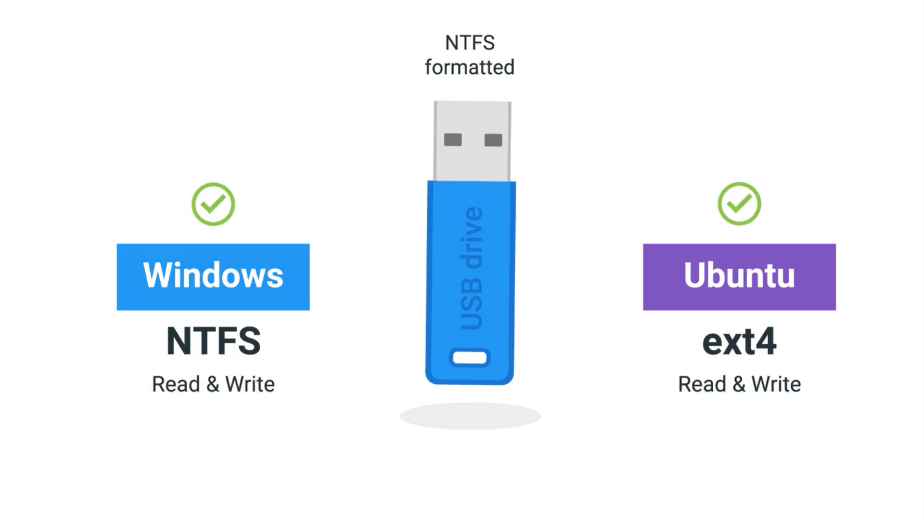 NTFS
formatted
USB drive
Windows
NTFS
Read & Write
Ubuntu
ext4
Read & Write